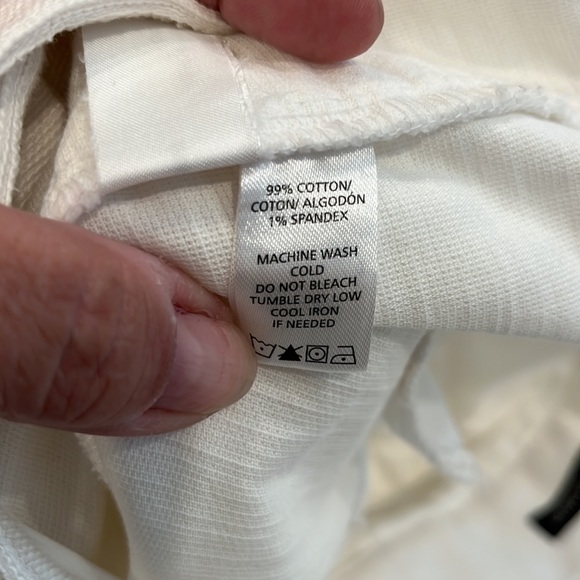 99% COTTON/
COTON/ ALGODÓN
1% SPANDEX
MACHINE WASH
COLD
DO NOT BLEACH
TUMBLE DRY LOW
COOL IRON
IF NEEDED